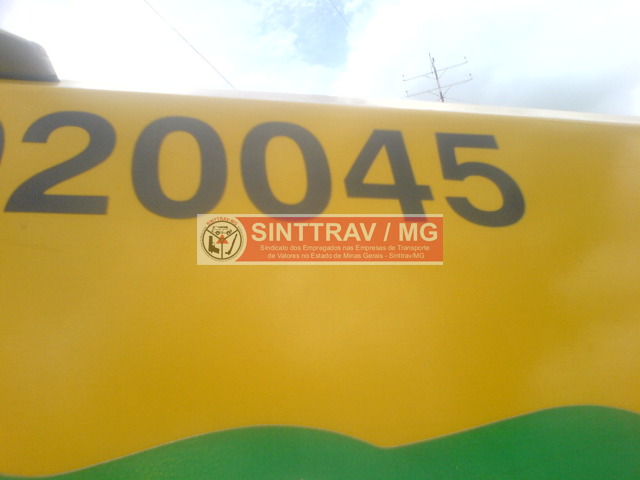 20045
SINTTRAV / MG
Sindicato dos Empregados nas Empresas de Transporte
de Valores no Estado de Minas Gerais - Sinttrav/MG